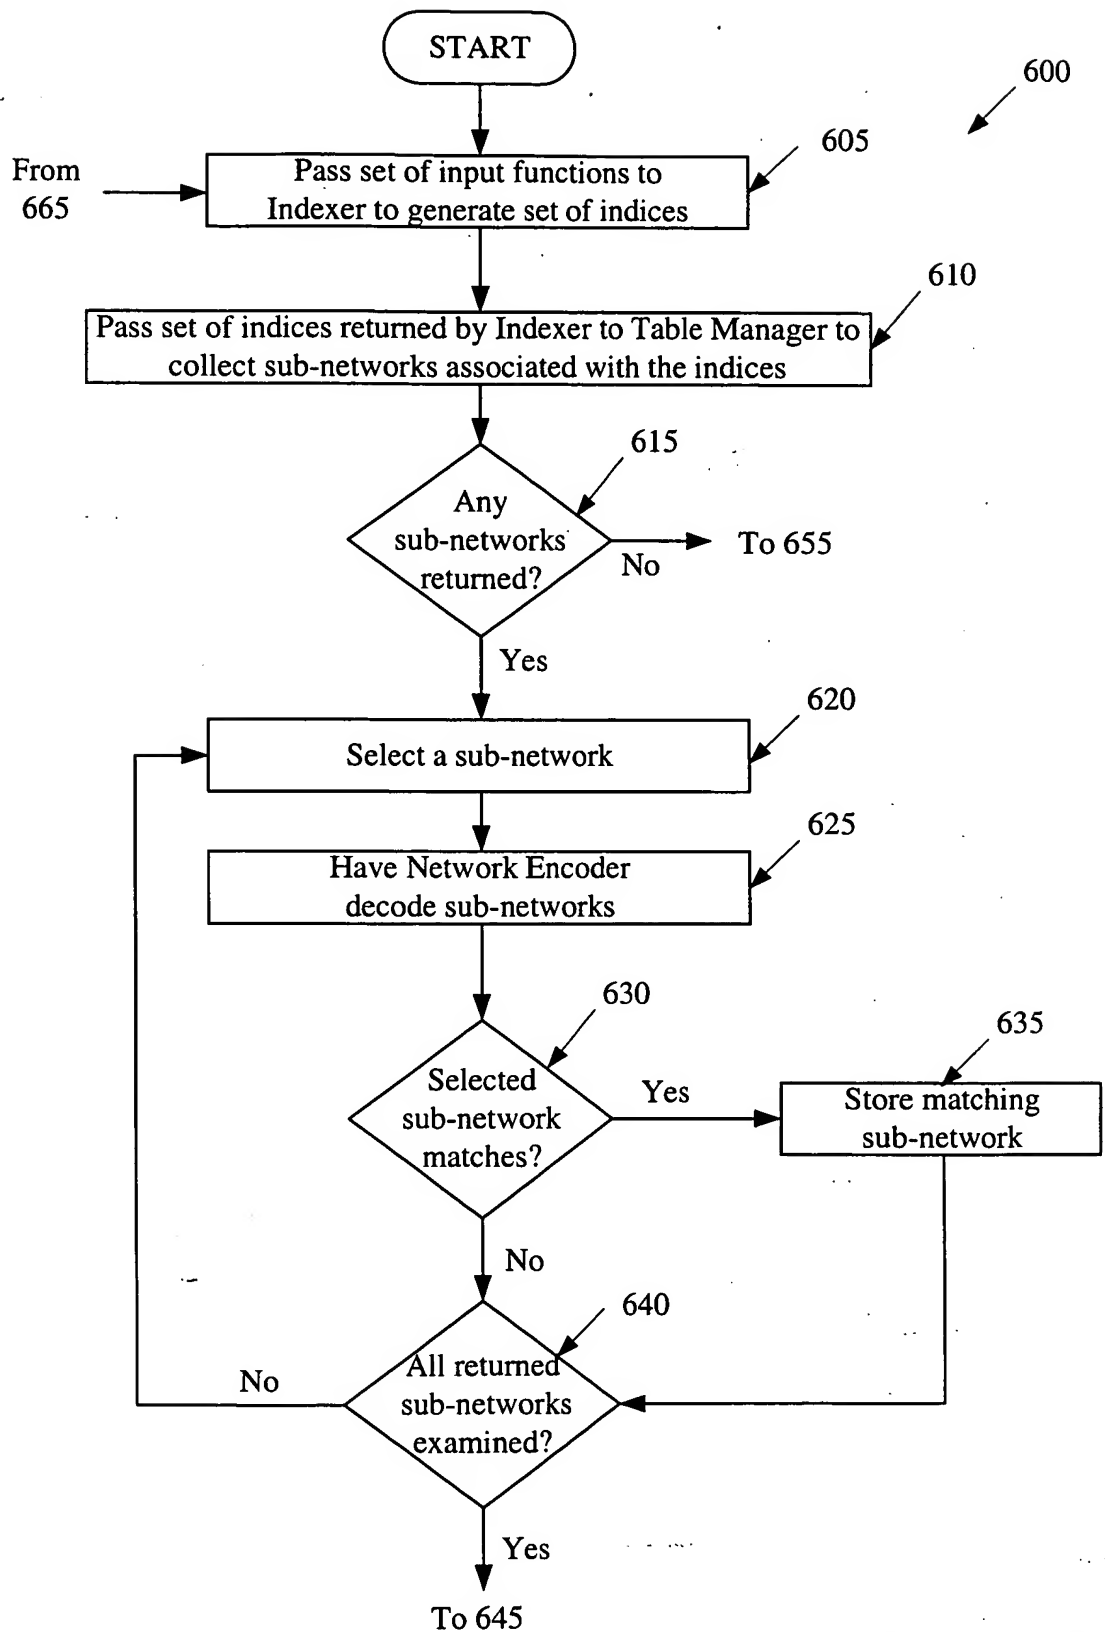 START
600
605
From
665
Pass set of input functions to
Indexer to generate set of indices
610
Pass set of indices returned by Indexer to Table Manager to
collect sub-networks associated with the indices
615
Any
sub-networks
returned?
No
To 655
Yes
620
Select a sub-network
625
Have Network Encoder
decode sub-networks
630
Selected
sub-network
matches?
Yes
635
Store matching
sub-network
No
640
All returned
sub-networks
examined?
No
Yes
To 645